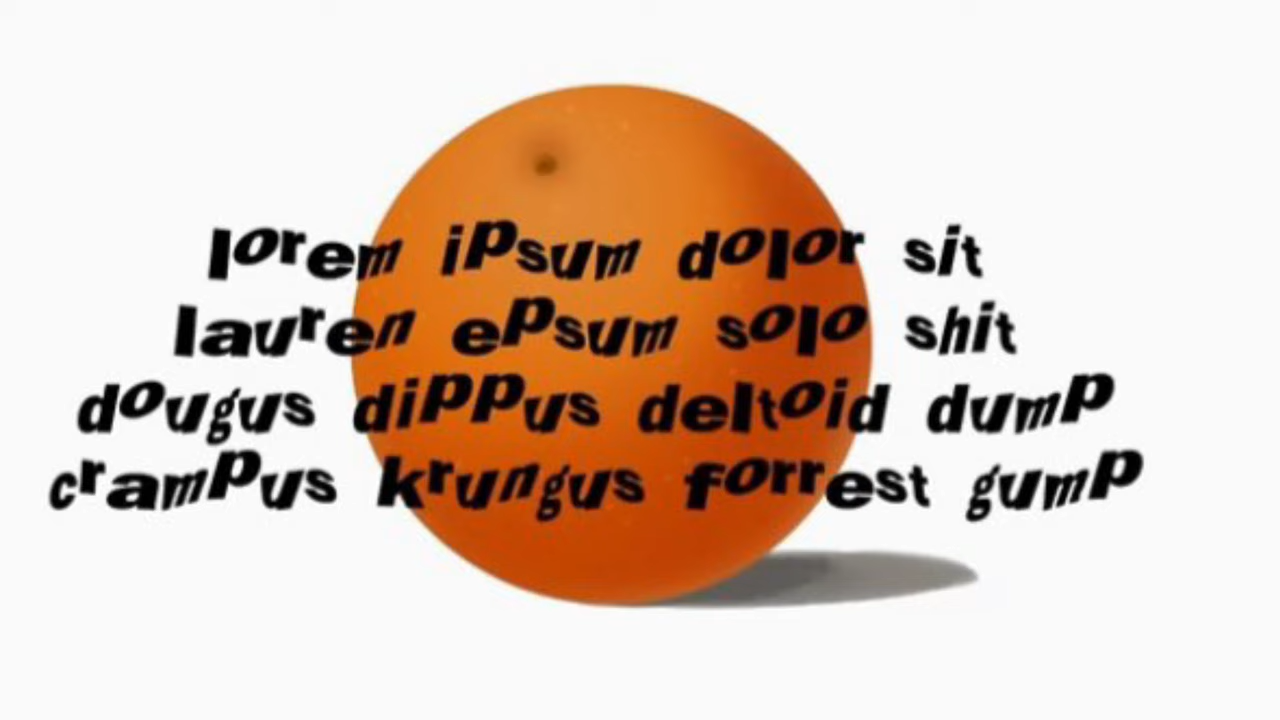 lorem ipsum dolor sit
lauren epsum solo shit
dougus dippus deltoid dump
crampus krungus forrest gump